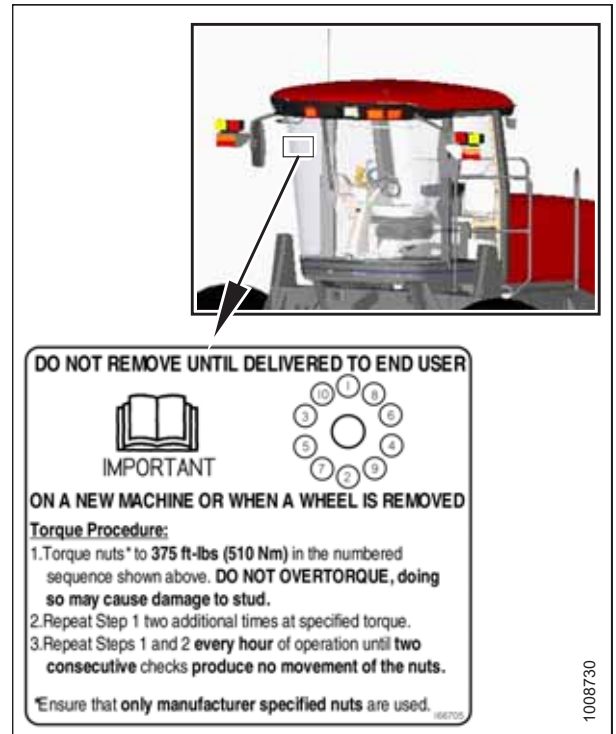 DO NOT REMOVE UNTIL DELIVERED TO END USER
10 1 8
3 6
5 4
7 2 9
IMPORTANT
ON A NEW MACHINE OR WHEN A WHEEL IS REMOVED
Torque Procedure:
1.Torque nuts* to 375 ft-lbs (510 Nm) in the numbered
sequence shown above. DO NOT OVERTORQUE, doing
so may cause damage to stud.
2.Repeat Step 1 two additional times at specified torque.
3.Repeat Steps 1 and 2 every hour of operation until two
consecutive checks produce no movement of the nuts.
*Ensure that only manufacturer specified nuts are used.
166705
1008730